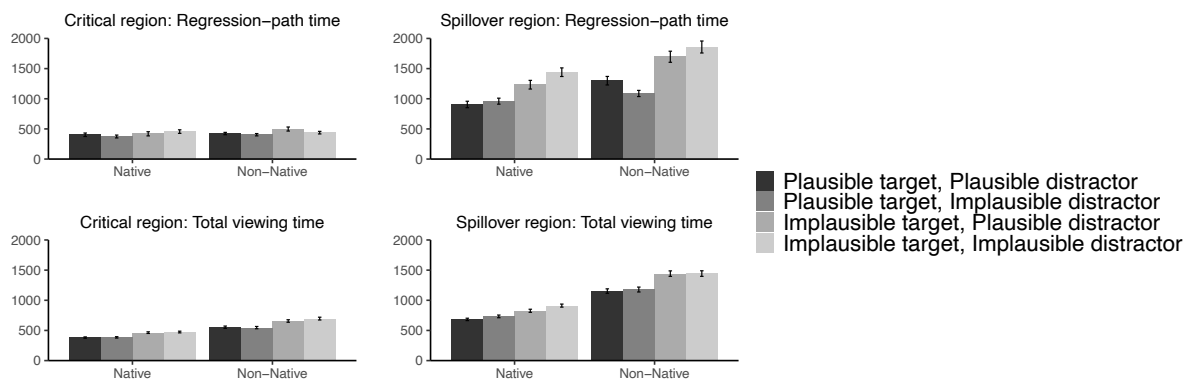 Critical region: Regression−path time
2000
1500
1000
500
0
Native
Non−Native
Spillover region: Regression−path time
2000
1500
1000
500
0
Native
Non−Native
Critical region: Total viewing time
2000
1500
1000
500
0
Native
Non−Native
Spillover region: Total viewing time
2000
1500
1000
500
0
Native
Non−Native
Plausible target, Plausible distractor
Plausible target, Implausible distractor
Implausible target, Plausible distractor
Implausible target, Implausible distractor